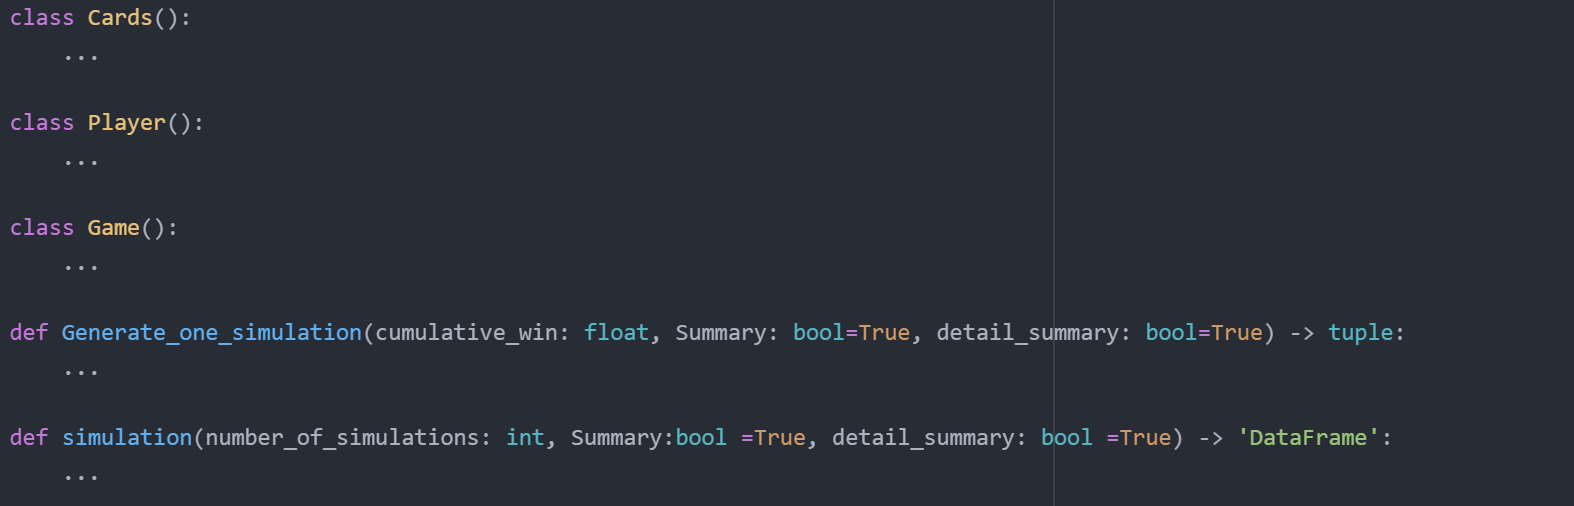 class Cards():
    ...
class Player():
    ...
class Game():
    ...
def Generate_one_simulation(cumulative_win: float, Summary: bool=True, detail_summary: bool=True) -> tuple:
    ...
def simulation(number_of_simulations: int, Summary:bool =True, detail_summary: bool =True) -> 'DataFrame':
    ...